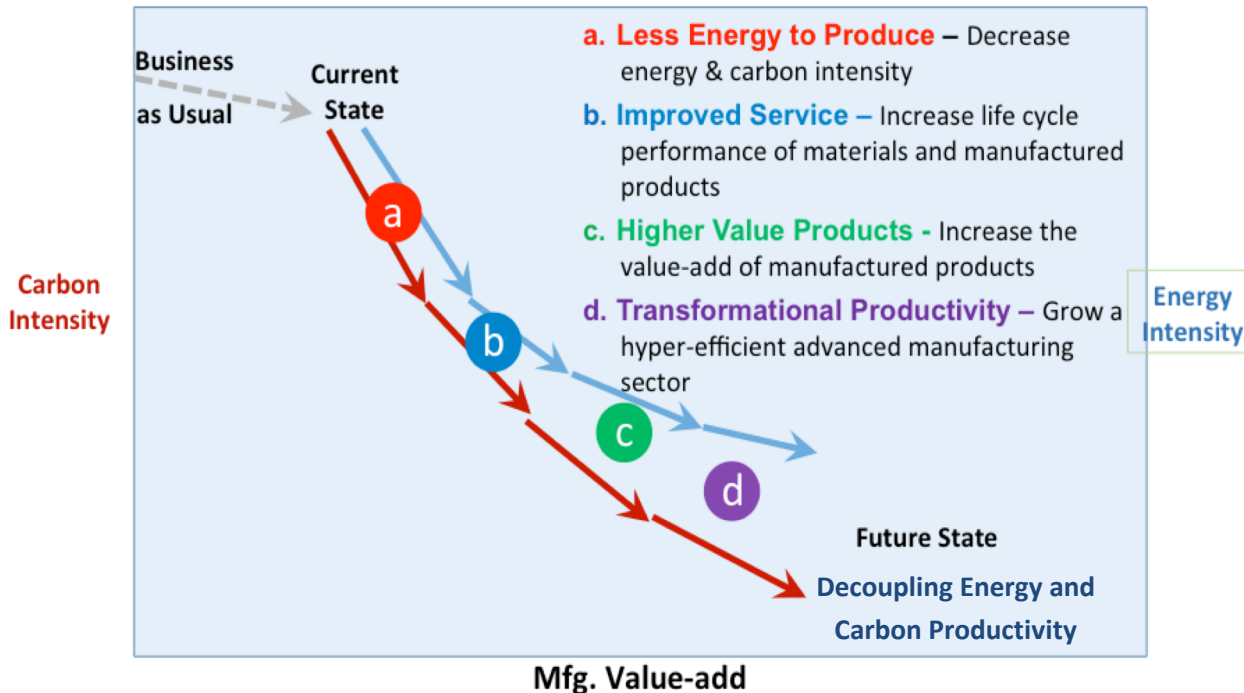 Business
as Usual
Current
State
a. Less Energy to Produce – Decrease
energy & carbon intensity
b. Improved Service – Increase life cycle
performance of materials and manufactured
products
c. Higher Value Products - Increase the
value-add of manufactured products
d. Transformational Productivity – Grow a
hyper-efficient advanced manufacturing
sector
a
b
c
d
Carbon
Intensity
Energy
Intensity
Future State
Decoupling Energy and
Carbon Productivity
Mfg. Value-add